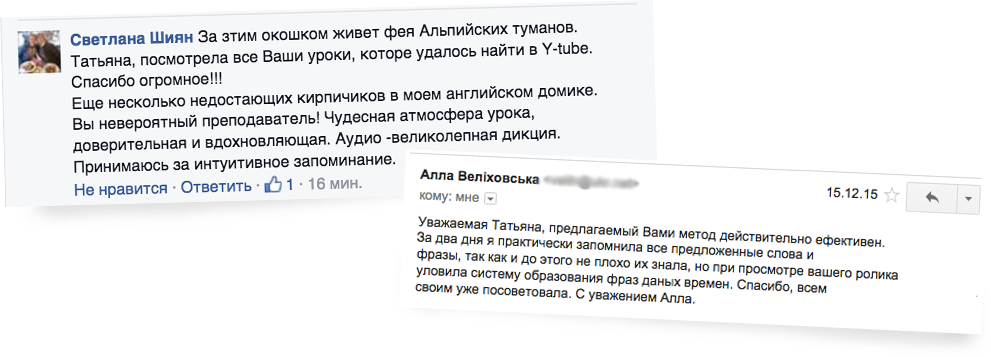 Светлана Шиян За этим окошком живет фея Альпийских туманов.
Татьяна, посмотрела все Ваши уроки, которе удалось найти в Y-tube.
Спасибо огромное!!!
Еще несколько недостающих кирпичиков в моем английском домике.
Вы невероятный преподаватель! Чудесная атмосфера урока,
доверительная и вдохновляющая. Аудио -великолепная дикция.
Принимаюсь за интуитивное запоминание.
Не нравится · Ответить · 1 · 16 мин.
Алла Веліховська
15.12.15
кому: мне
Уважаемая Татьяна, предлагаемый Вами метод действительно ефективен.
За два дня я практически запомнила все предложенные слова и
фразы, так как и до этого не плохо их знала, но при просмотре вашего ролика
уловила систему образования фраз даных времен. Спасибо, всем
своим уже посоветовала. С уважением Алла.